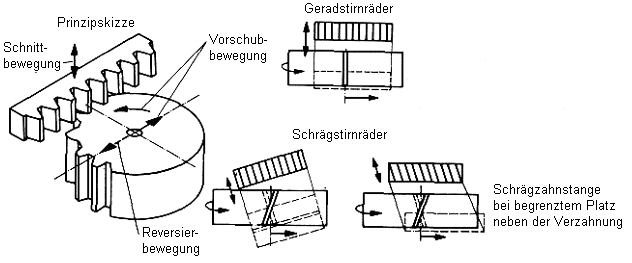 Prinzipskizze
Schnitt-
bewegung
Vorschub-
bewegung
Reversier-
bewegung
Geradstirnräder
Schrägstirnräder
Schrägzahnstange
bei begrenztem Platz
neben der Verzahnung